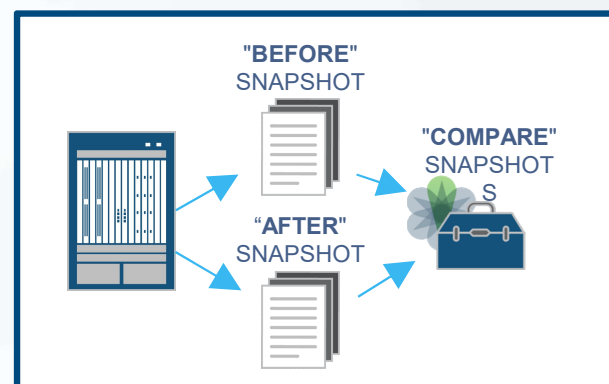 "BEFORE"
SNAPSHOT
"COMPARE"
SNAPSHOT
S
“AFTER"
SNAPSHOT